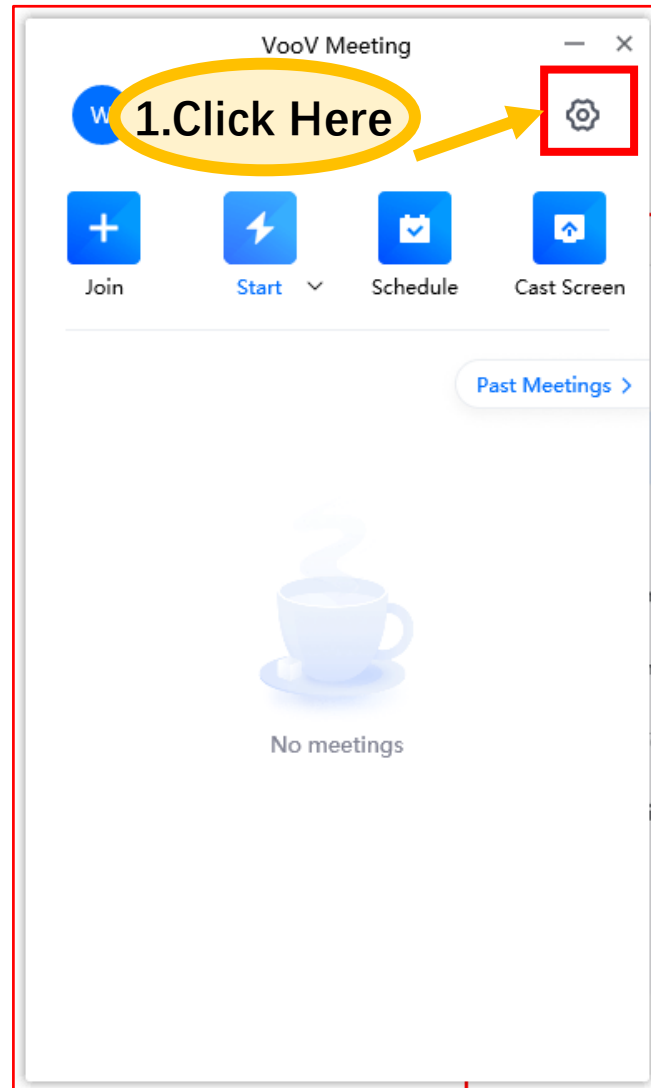 VooV Meeting
W
1.Click Here
Join
Start
Schedule
Cast Screen
Past Meetings >
No meetings